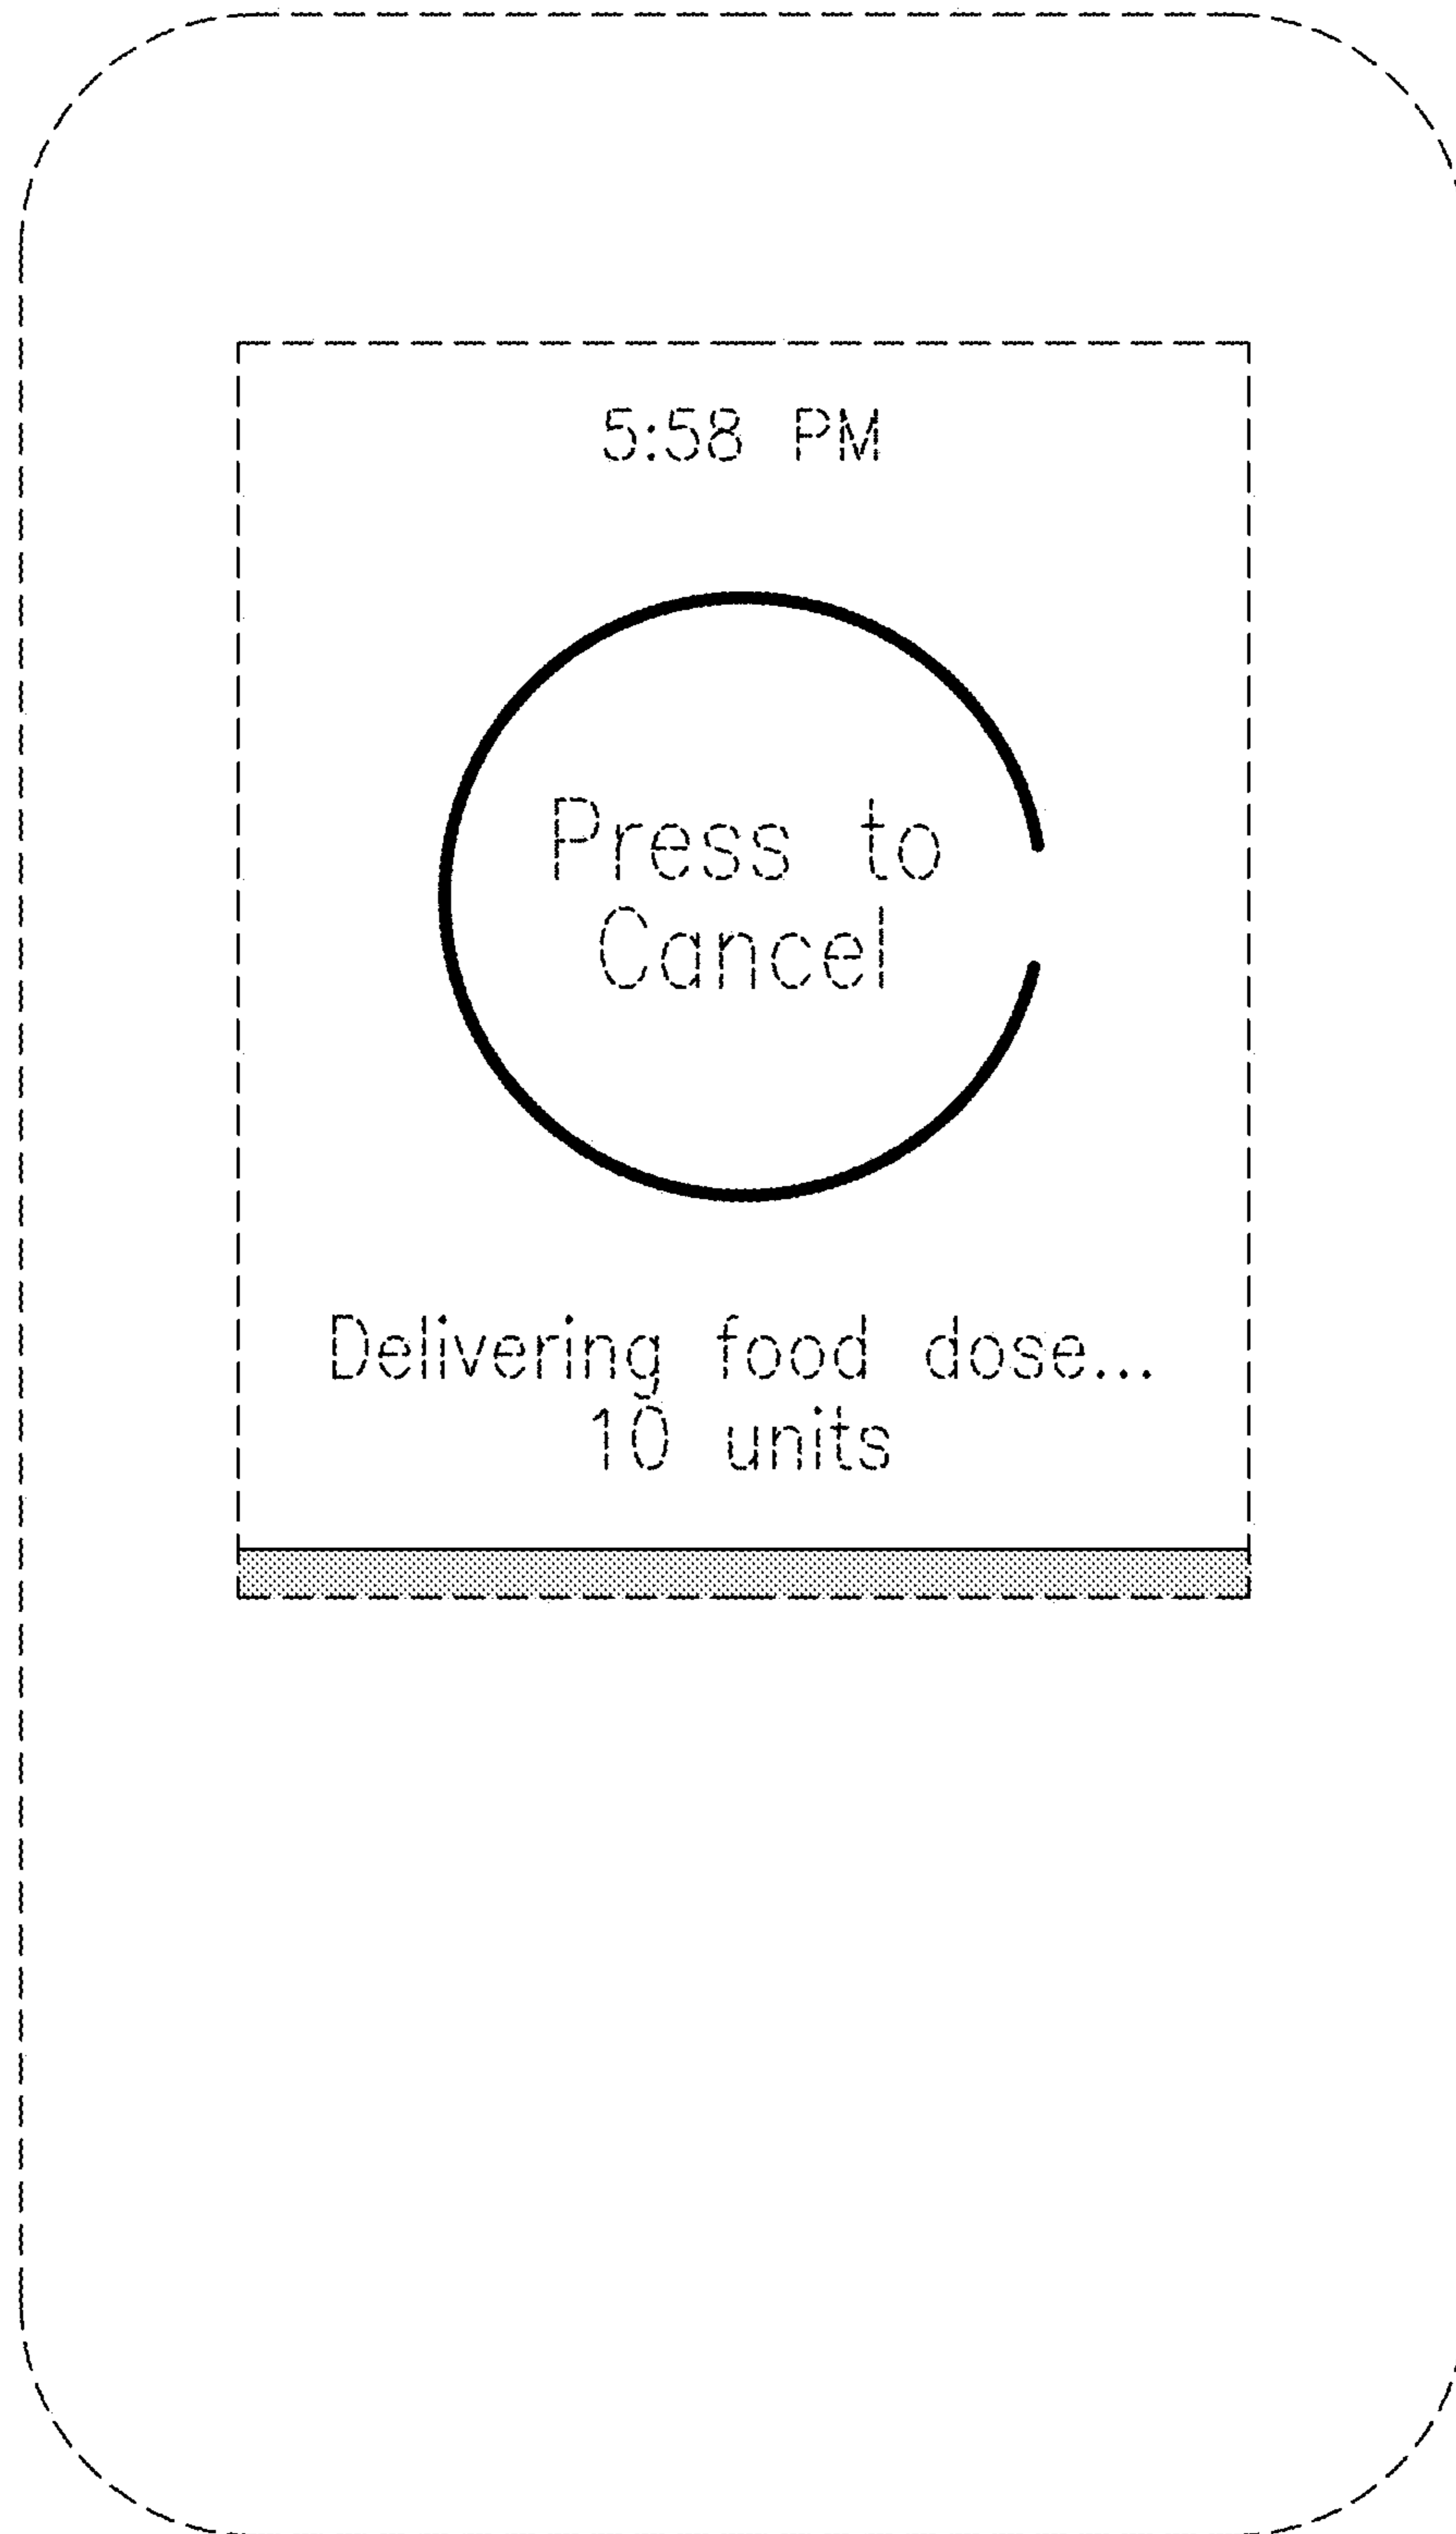 5:58 PM
Press to
Cancel
Delivering food dose...
10 units